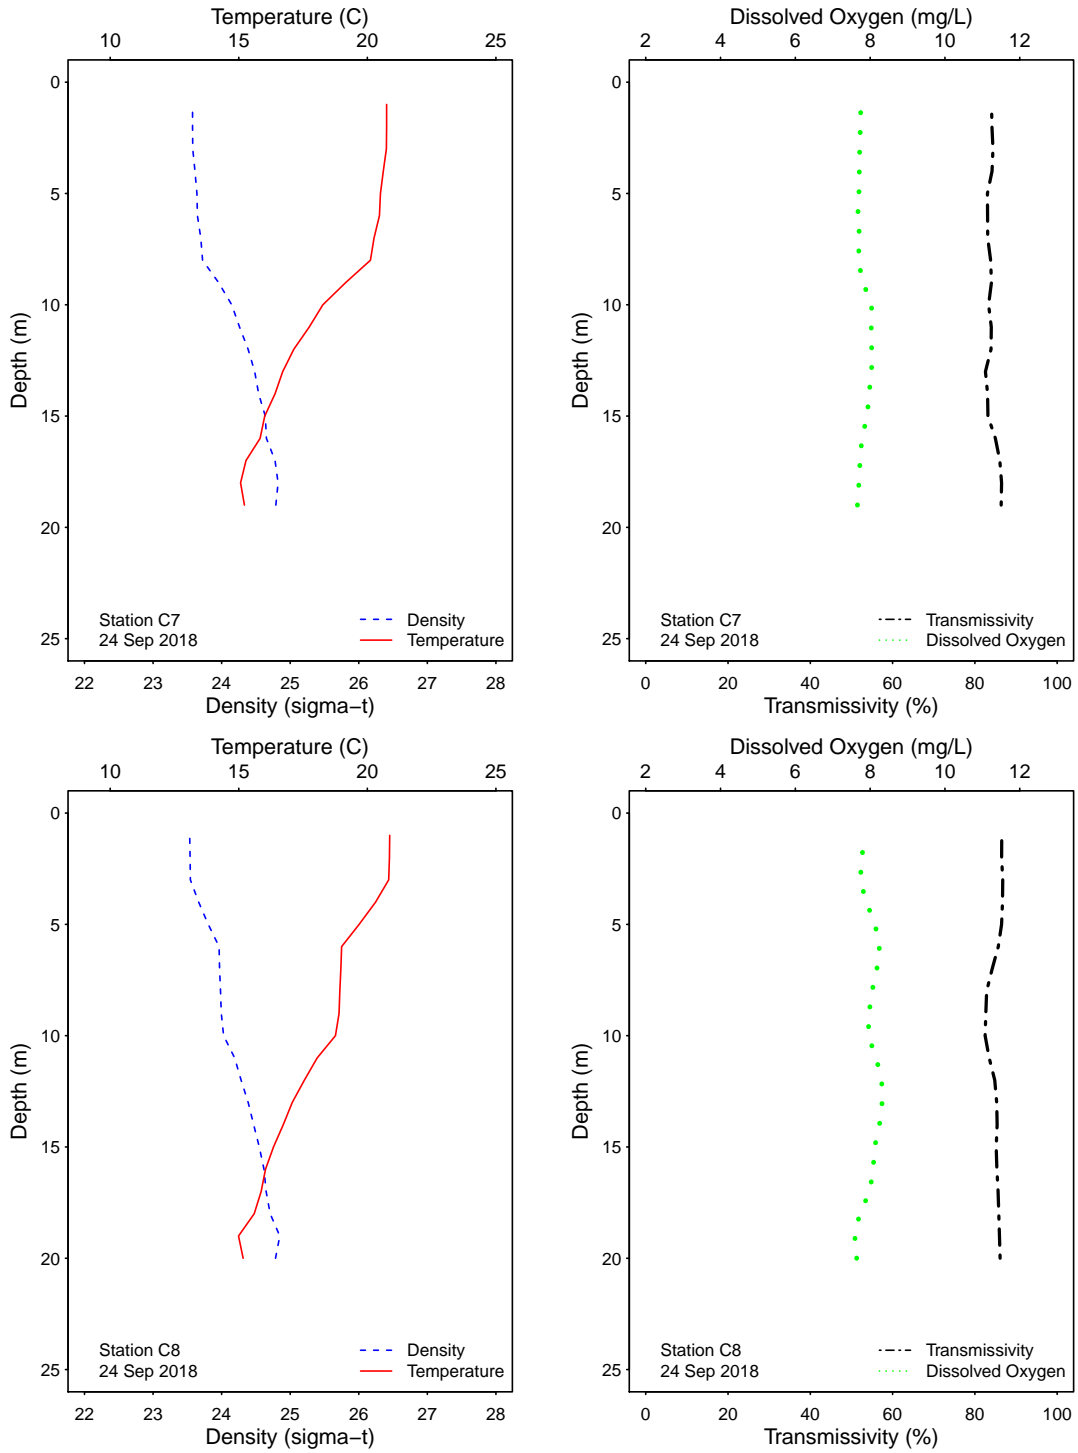 Temperature (C)
10 15 20 25
0
5
10
15
20
25
Depth (m)
Station C7
24 Sep 2018
Density
Temperature
22 23 24 25 26 27 28
Density (sigma−t)
Dissolved Oxygen (mg/L)
2 4 6 8 10 12
0
5
10
15
20
25
Depth (m)
Station C7
24 Sep 2018
Transmissivity
Dissolved Oxygen
0 20 40 60 80 100
Transmissivity (%)
Temperature (C)
10 15 20 25
0
5
10
15
20
25
Depth (m)
Station C8
24 Sep 2018
Density
Temperature
22 23 24 25 26 27 28
Density (sigma−t)
Dissolved Oxygen (mg/L)
2 4 6 8 10 12
0
5
10
15
20
25
Depth (m)
Station C8
24 Sep 2018
Transmissivity
Dissolved Oxygen
0 20 40 60 80 100
Transmissivity (%)